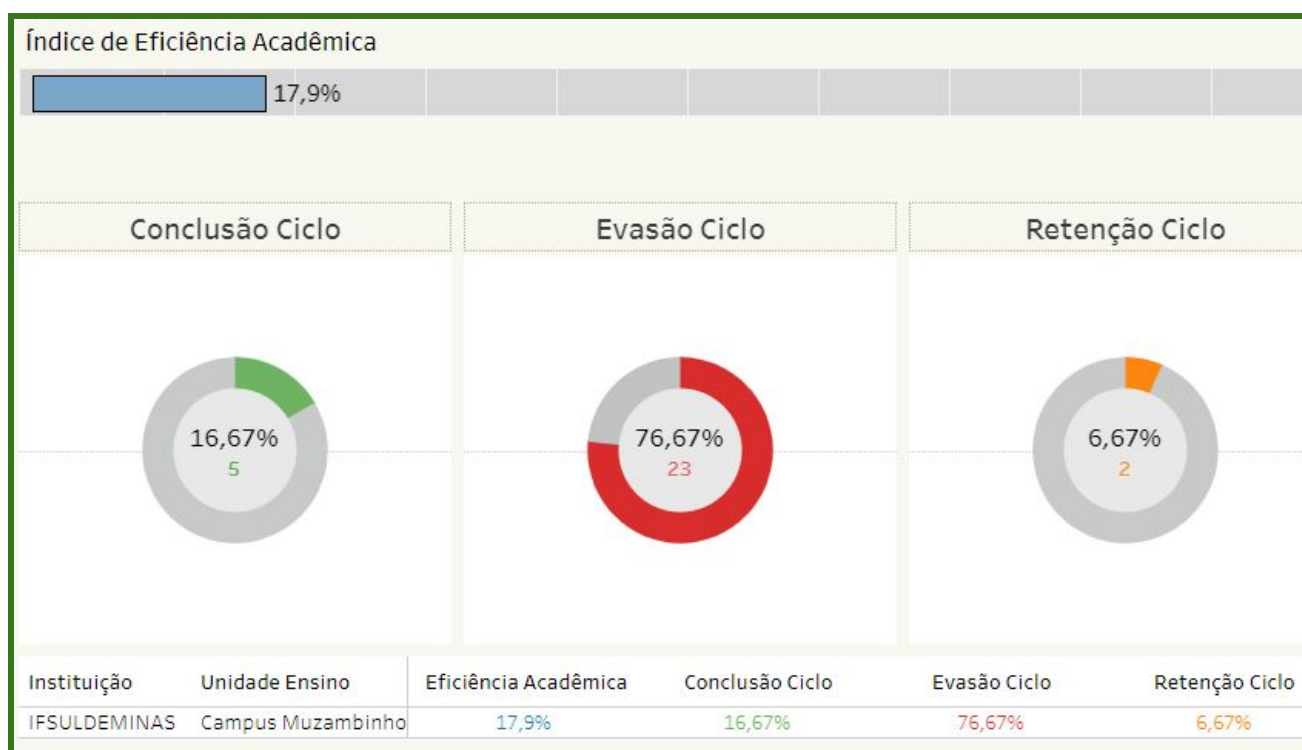 Índice de Eficiência Acadêmica
17,9%
Conclusão Ciclo
Evasão Ciclo
Retenção Ciclo
16,67%
5
76,67%
23
6,67%
2
Instituição Unidade Ensino Eficiência Acadêmica Conclusão Ciclo Evasão Ciclo Retenção Ciclo
IFSULDEMINAS Campus Muzambinho 17,9% 16,67% 76,67% 6,67%